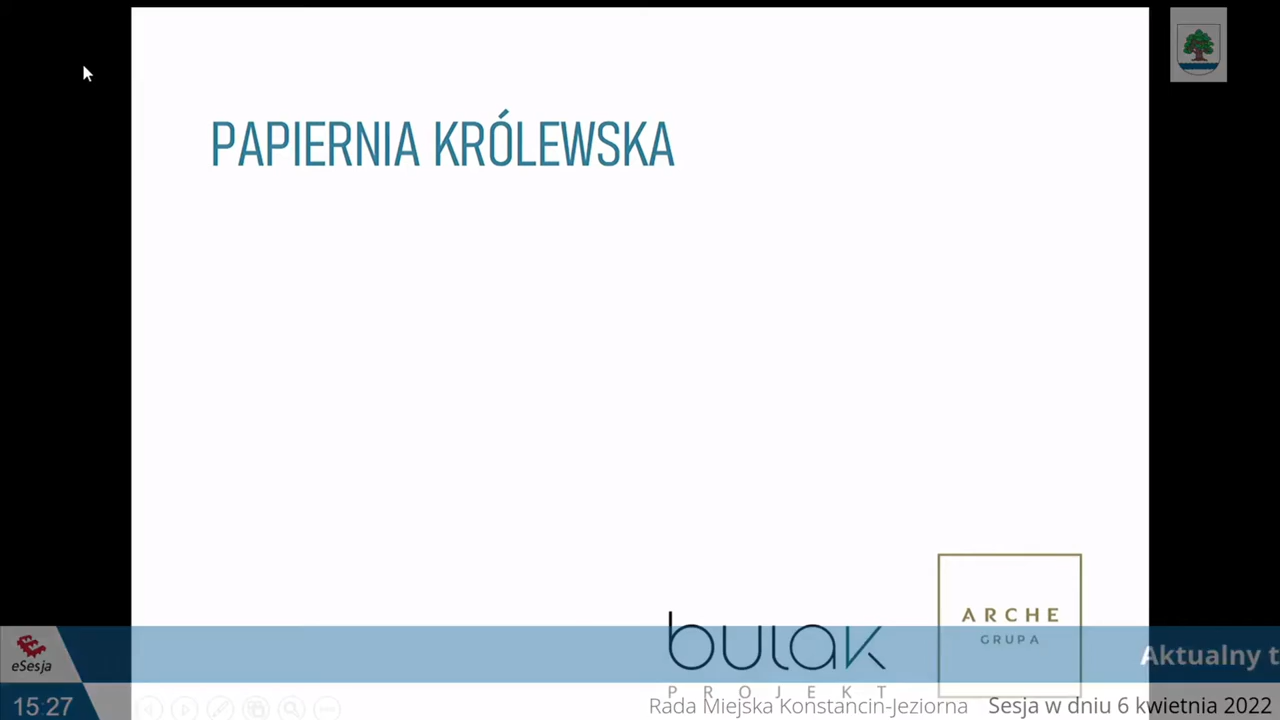 PAPIERNIA KRÓLEWSKA
ARCHE
GRUPA
bulak
PROJEKT
eSesja
Aktualny t
15:27
Rada Miejska Konstancin-Jeziorna Sesja w dniu 6 kwietnia 2022